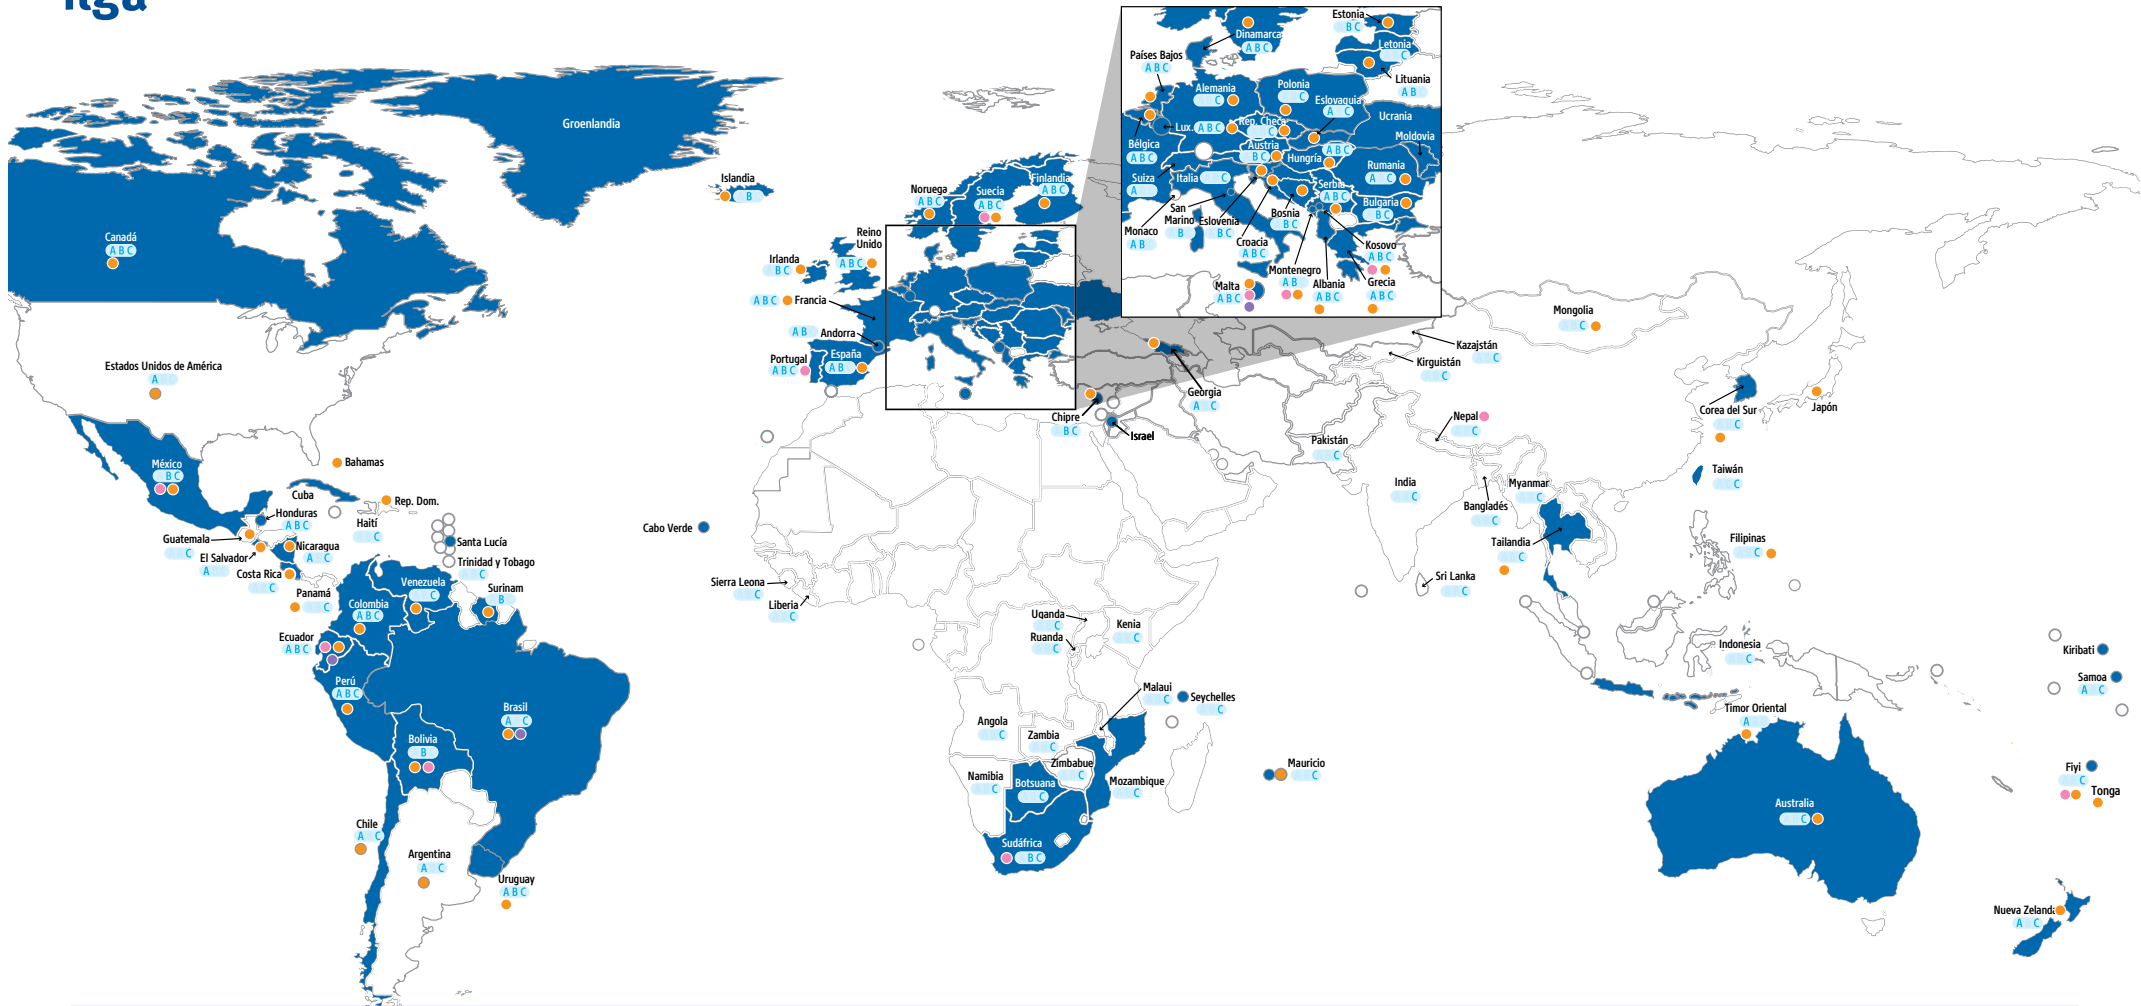 ilga
Groenlandia
Canadá
A B C
Estados Unidos de América
A
México
B C
Bahamas
Cuba
Rep. Dom.
Haití
C
Honduras
A B C
Guatemala
C
El Salvador
A
Nicaragua
A C
Costa Rica
C
Panamá
C
Santa Lucía
Trinidad y Tobago
C
Venezuela
C
Surinam
B
Colombia
A B C
Ecuador
A B C
Perú
A B C
Brasil
A C
Bolivia
B
Chile
A C
Argentina
A C
Uruguay
A B C
Islandia
B
Noruega
A B C
Suecia
A B C
Finlandia
A B C
Reino
Unido
A B C
Irlanda
B C
A B C
Francia
A B
Andorra
Portugal
A B C
España
A B
Estonia
B C
Dinamarca
A B C
Letonia
C
Lituania
A B
Países Bajos
A B C
Alemania
C
Polonia
C
Eslovaquia
A C
Ucrania
Moldovia
Lux.
A B C
Rep. Checa
C
Bélgica
A B C
Austria
B C
Hungría
A B C
Rumania
A C
Suiza
A
Italia
C
Serbia
A B C
Bulgaria
B C
San
Marino
B
Monaco
A B
Eslovenia
B C
Bosnia
B C
Croacia
A B C
Kosovo
A B C
Montenegro
A B
Malta
A B C
Albania
A B C
Grecia
A B C
Chipre
B C
Israel
Georgia
A C
Kazajstán
C
Kirguistán
C
Mongolia
C
Nepal
C
Pakistán
C
India
C
Bangladés
C
Myanmar
C
Tailandia
C
Sri Lanka
C
Corea del Sur
C
Japón
Taiwán
C
Filipinas
C
Indonesia
C
Timor Oriental
A
Cabo Verde
Sierra Leona
C
Liberia
C
Uganda
C
Ruanda
C
Kenia
C
Malaui
C
Seychelles
C
Angola
C
Zambia
C
Zimbabue
C
Namibia
C
Botsuana
C
Mozambique
C
Mauricio
C
Sudáfrica
B C
Australia
C
Kiribati
Samoa
A C
Fiyi
C
Tonga
Nueva Zelanda
A C